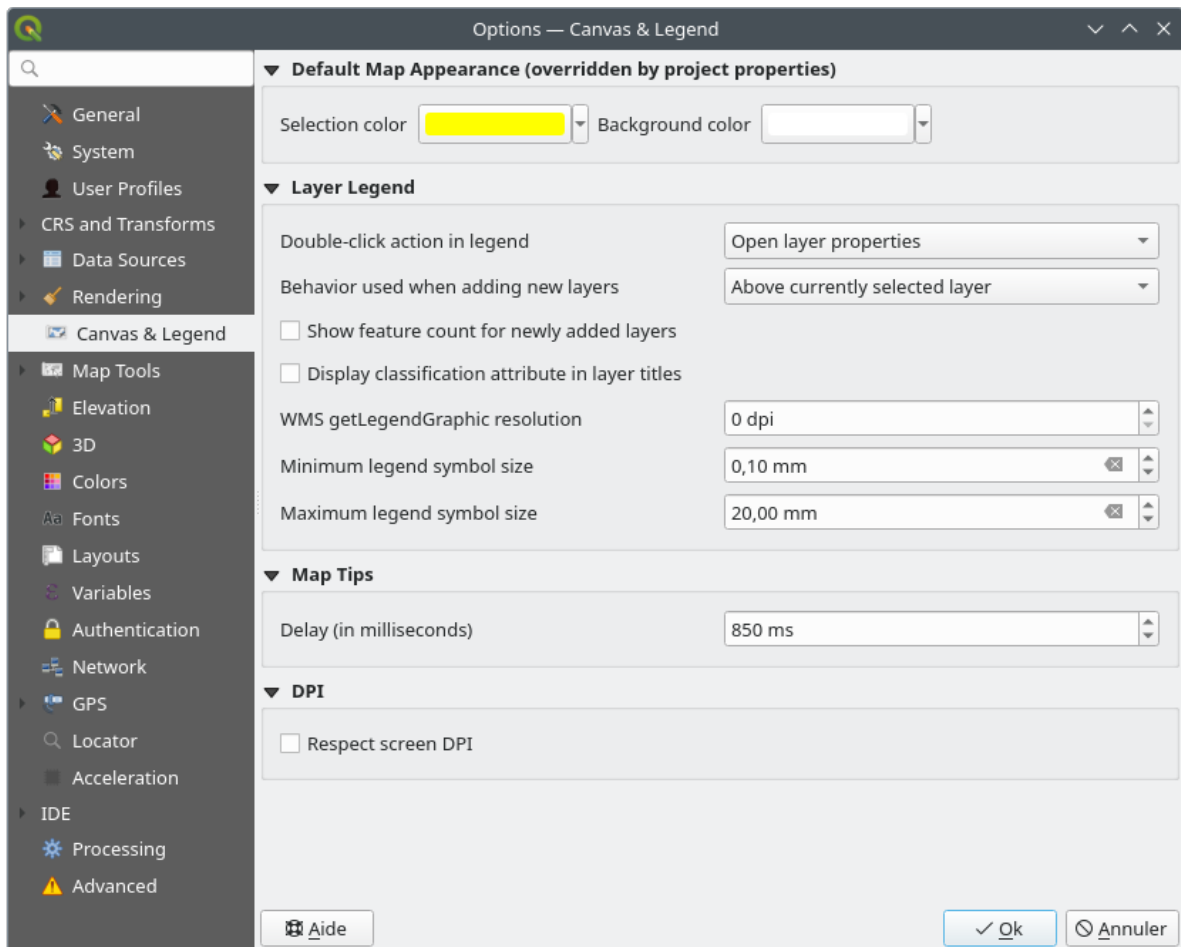 Options — Canvas & Legend
General
System
User Profiles
CRS and Transforms
Data Sources
Rendering
Canvas & Legend
Map Tools
Elevation
3D
Colors
Aa Fonts
Layouts
ε Variables
Authentication
Network
GPS
Locator
Acceleration
IDE
Processing
Advanced
Default Map Appearance (overridden by project properties)
Selection color Background color
Layer Legend
Double-click action in legend Open layer properties
Behavior used when adding new layers Above currently selected layer
Show feature count for newly added layers
Display classification attribute in layer titles
WMS getLegendGraphic resolution 0 dpi
Minimum legend symbol size 0,10 mm
Maximum legend symbol size 20,00 mm
Map Tips
Delay (in milliseconds) 850 ms
DPI
Respect screen DPI
Aide Ok Annuler